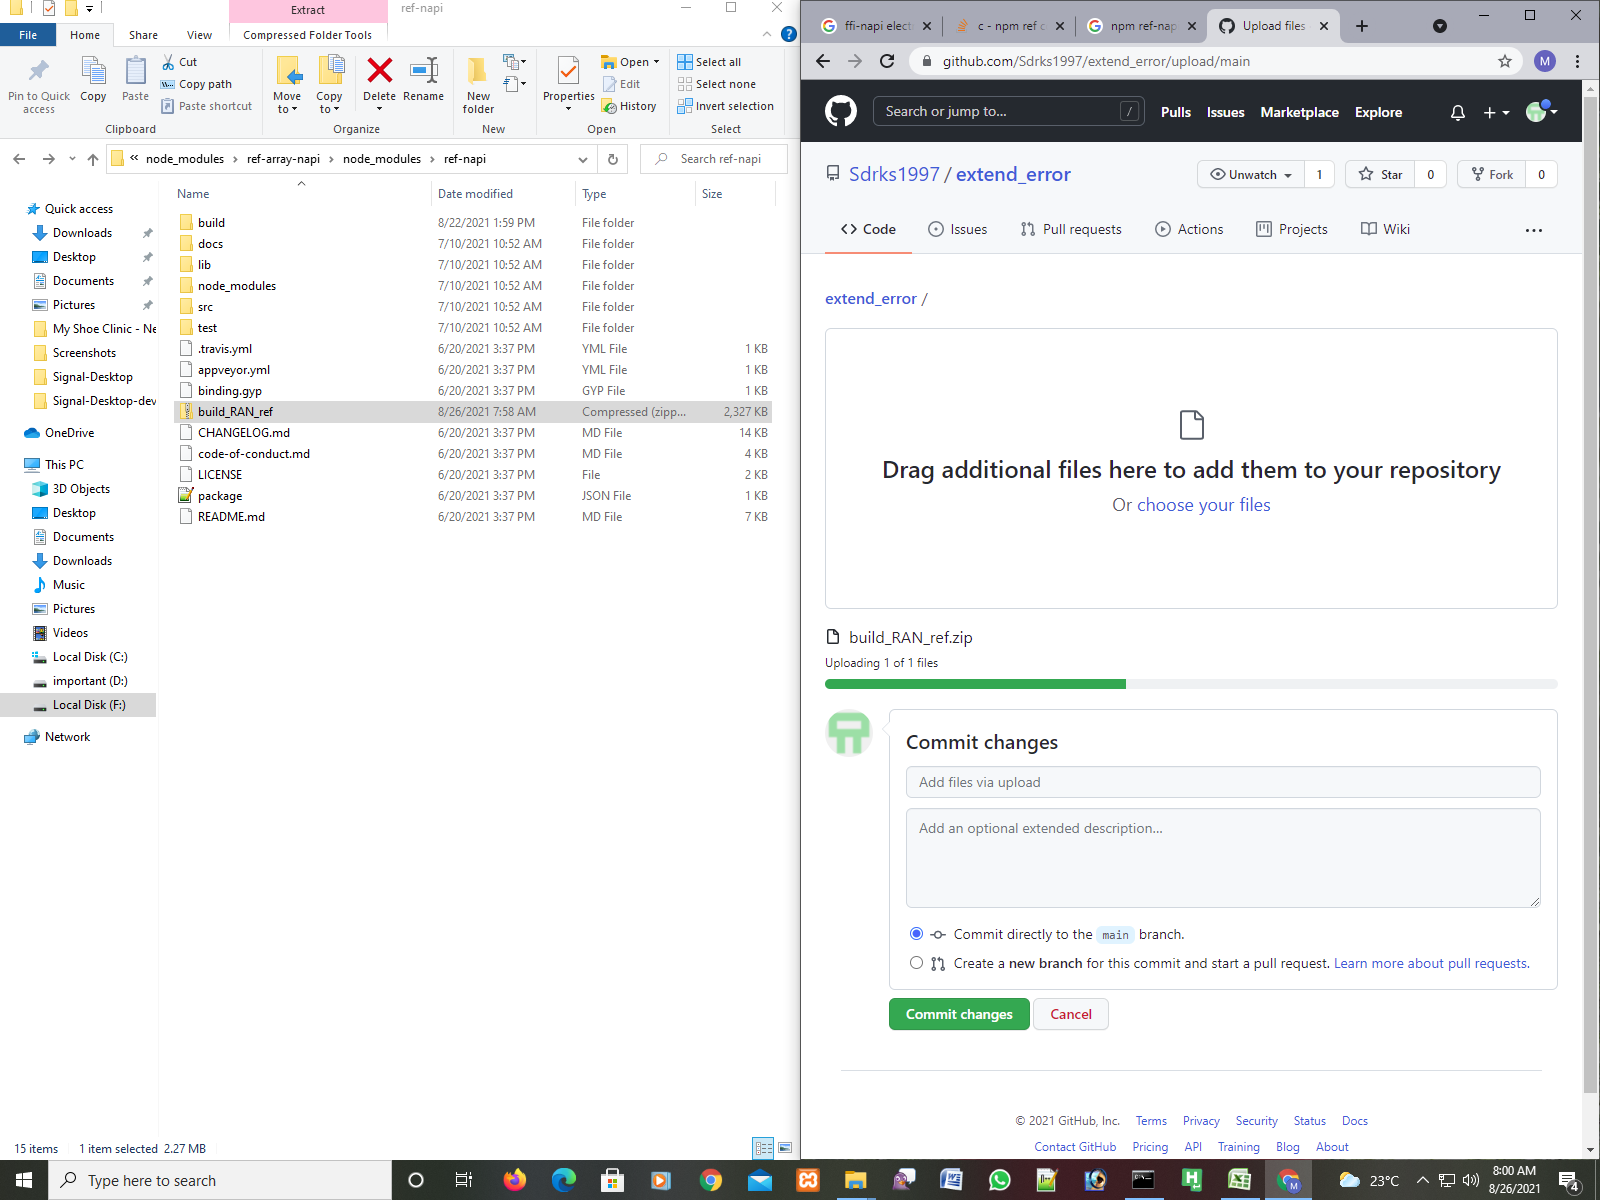 Extract
ref-napi
File
Home
Share
View
Compressed Folder Tools
Pin to Quick access
Copy
Paste
Cut
Copy path
Paste shortcut
Clipboard
Move to
Copy to
Delete
Rename
Organize
New folder
New
Properties
Open
Edit
History
Open
Select all
Select none
Invert selection
Select
« node_modules › ref-array-napi › node_modules › ref-napi
Search ref-napi
Name Date modified Type Size
Quick access
Downloads
Desktop
Documents
Pictures
My Shoe Clinic - Ne
Screenshots
Signal-Desktop
Signal-Desktop-dev
OneDrive
This PC
3D Objects
Desktop
Documents
Downloads
Music
Pictures
Videos
Local Disk (C:)
important (D:)
Local Disk (F:)
Network
build 8/22/2021 1:59 PM File folder
docs 7/10/2021 10:52 AM File folder
lib 7/10/2021 10:52 AM File folder
node_modules 7/10/2021 10:52 AM File folder
src 7/10/2021 10:52 AM File folder
test 7/10/2021 10:52 AM File folder
.travis.yml 6/20/2021 3:37 PM YML File 1 KB
appveyor.yml 6/20/2021 3:37 PM YML File 1 KB
binding.gyp 6/20/2021 3:37 PM GYP File 1 KB
build_RAN_ref 8/26/2021 7:58 AM Compressed (zipp... 2,327 KB
CHANGELOG.md 6/20/2021 3:37 PM MD File 14 KB
code-of-conduct.md 6/20/2021 3:37 PM MD File 4 KB
LICENSE 6/20/2021 3:37 PM File 2 KB
package 6/20/2021 3:37 PM JSON File 1 KB
README.md 6/20/2021 3:37 PM MD File 7 KB
15 items 1 item selected 2.27 MB
ffi-napi elect
c - npm ref c
npm ref-nap
Upload files
github.com/Sdrks1997/extend_error/upload/main
M
Search or jump to... /
Pulls Issues Marketplace Explore
Sdrks1997 / extend_error
Unwatch 1
Star 0
Fork 0
<> Code
Issues
Pull requests
Actions
Projects
Wiki
extend_error /
Drag additional files here to add them to your repository
Or choose your files
build_RAN_ref.zip
Uploading 1 of 1 files
Commit changes
Add files via upload
Add an optional extended description...
Commit directly to the main branch.
Create a new branch for this commit and start a pull request. Learn more about pull requests.
Commit changes
Cancel
© 2021 GitHub, Inc. Terms Privacy Security Status Docs
Contact GitHub Pricing API Training Blog About
Type here to search
23°C
8:00 AM
8/26/2021
4